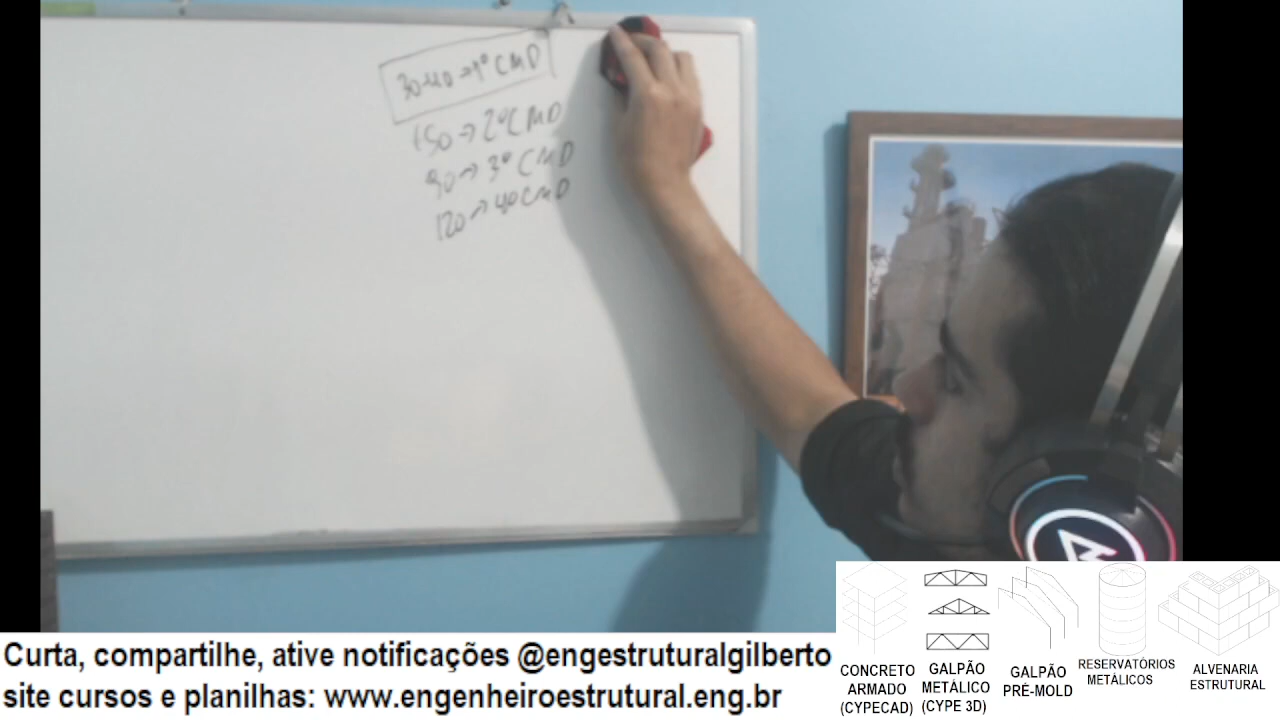 30-40 → 1º CMD
150 → 2º CMD
90 → 3º CMD
120 → 4º CMD
Curta, compartilhe, ative notificações @engestruturalgilberto
site cursos e planilhas: www.engenheiroestrutural.eng.br
CONCRETO
ARMADO
(CYPECAD)
GALPÃO
METÁLICO
(CYPE 3D)
GALPÃO
PRÉ-MOLD
RESERVATÓRIOS
METÁLICOS
ALVENARIA
ESTRUTURAL